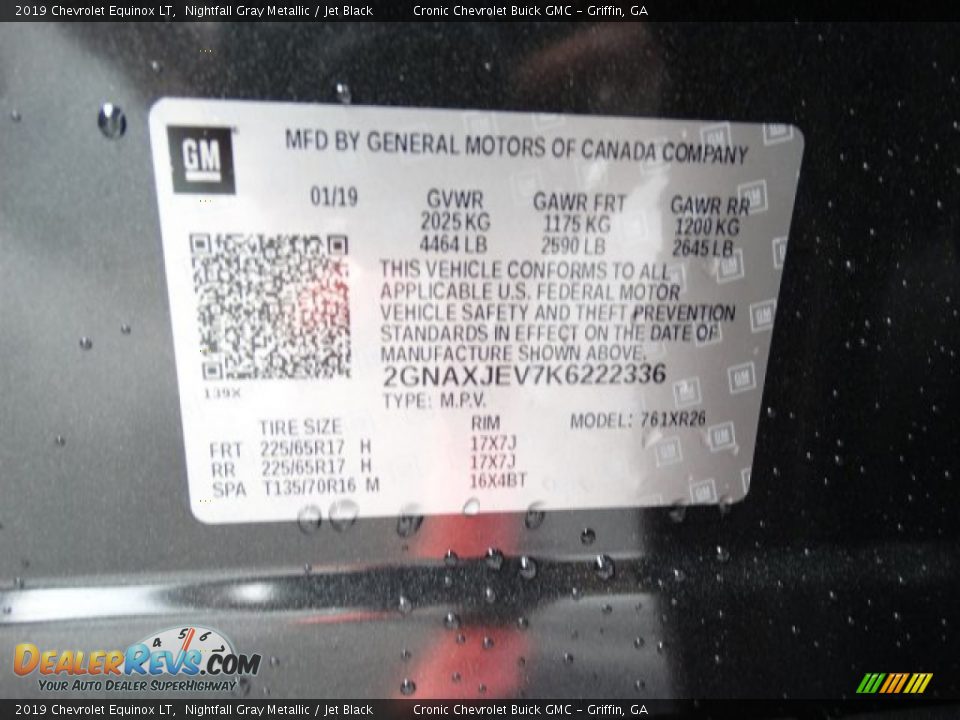 2019 Chevrolet Equinox LT, Nightfall Gray Metallic / Jet Black Cronic Chevrolet Buick GMC – Griffin, GA
GM
MFD BY GENERAL MOTORS OF CANADA COMPANY
01/19 GVWR GAWR FRT GAWR RR
2025 KG 1175 KG 1200 KG
4464 LB 2590 LB 2645 LB
THIS VEHICLE CONFORMS TO ALL
APPLICABLE U.S. FEDERAL MOTOR
VEHICLE SAFETY AND THEFT PREVENTION
STANDARDS IN EFFECT ON THE DATE OF
MANUFACTURE SHOWN ABOVE.
2GNAXJEV7K6222336
139X
TYPE: M.P.V.
MODEL: 761XR26
TIRE SIZE RIM
FRT 225/65R17 H 17X7J
RR 225/65R17 H 17X7J
SPA T135/70R16 M 16X4BT
4 5 6
DEALERREVS.COM
YOUR AUTO DEALER SUPERHIGHWAY
2019 Chevrolet Equinox LT, Nightfall Gray Metallic / Jet Black Cronic Chevrolet Buick GMC – Griffin, GA